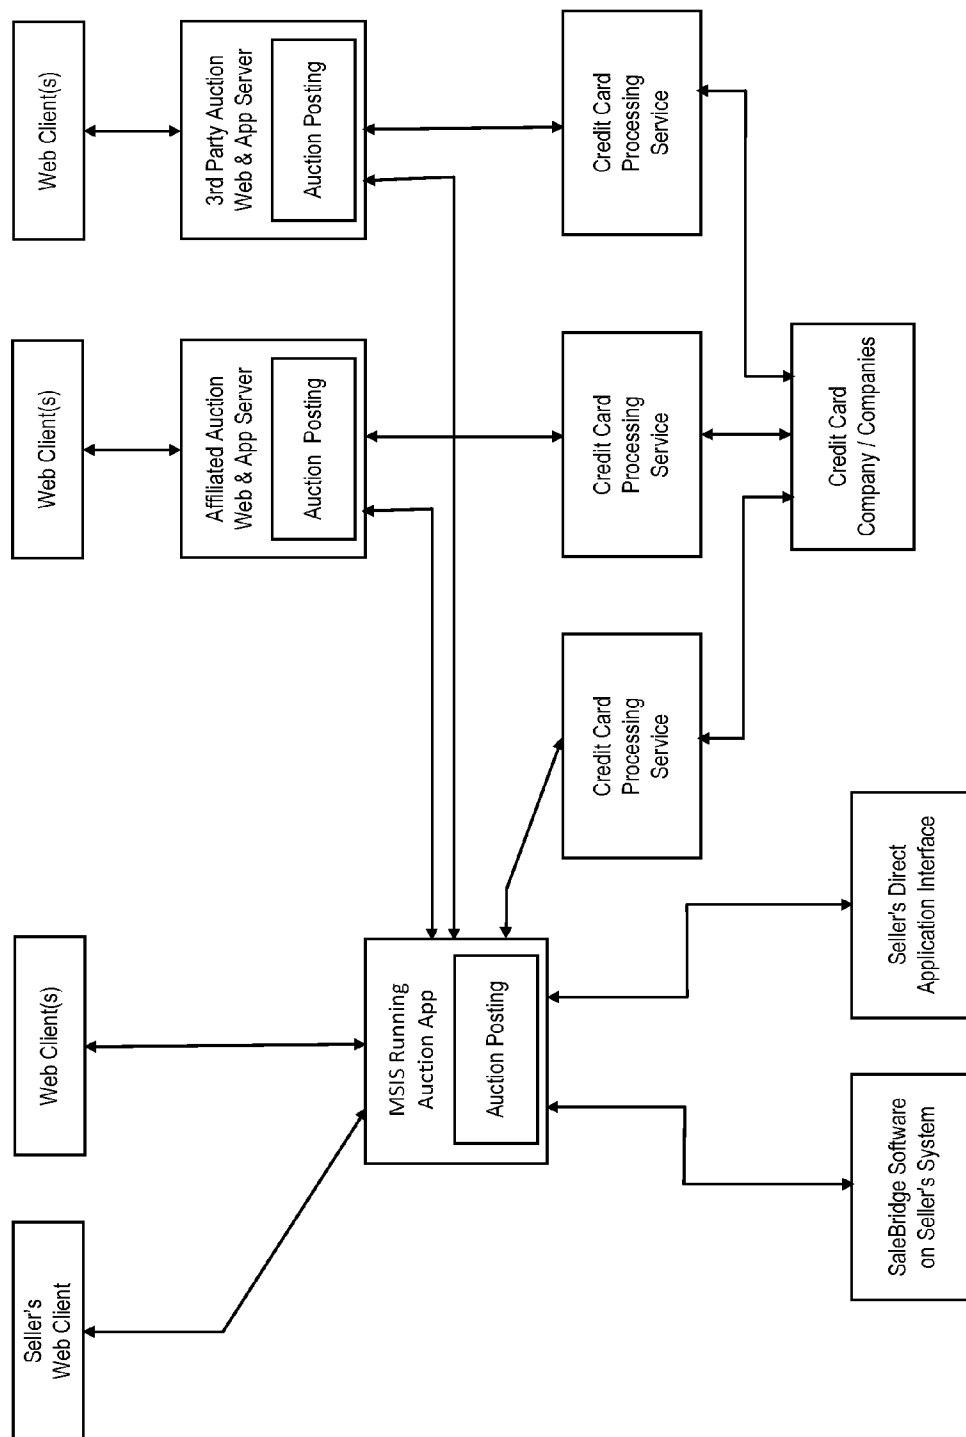 Seller's
Web Client
Web Client(s)
Web Client(s)
Web Client(s)
Affiliated Auction
Web & App Server
Auction Posting
3rd Party Auction
Web & App Server
Auction Posting
MSIS Running
Auction App
Auction Posting
Credit Card
Processing
Service
Credit Card
Processing
Service
Credit Card
Processing
Service
Credit Card
Company / Companies
SaleBridge Software
on Seller's System
Seller's Direct
Application Interface